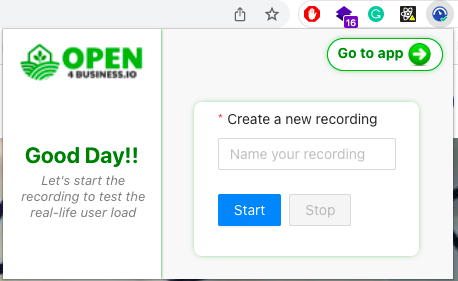 16
OPEN
4 BUSINESS.IO
Go to app
Good Day!!
Let's start the
recording to test the
real-life user load
* Create a new recording
Name your recording
Start
Stop